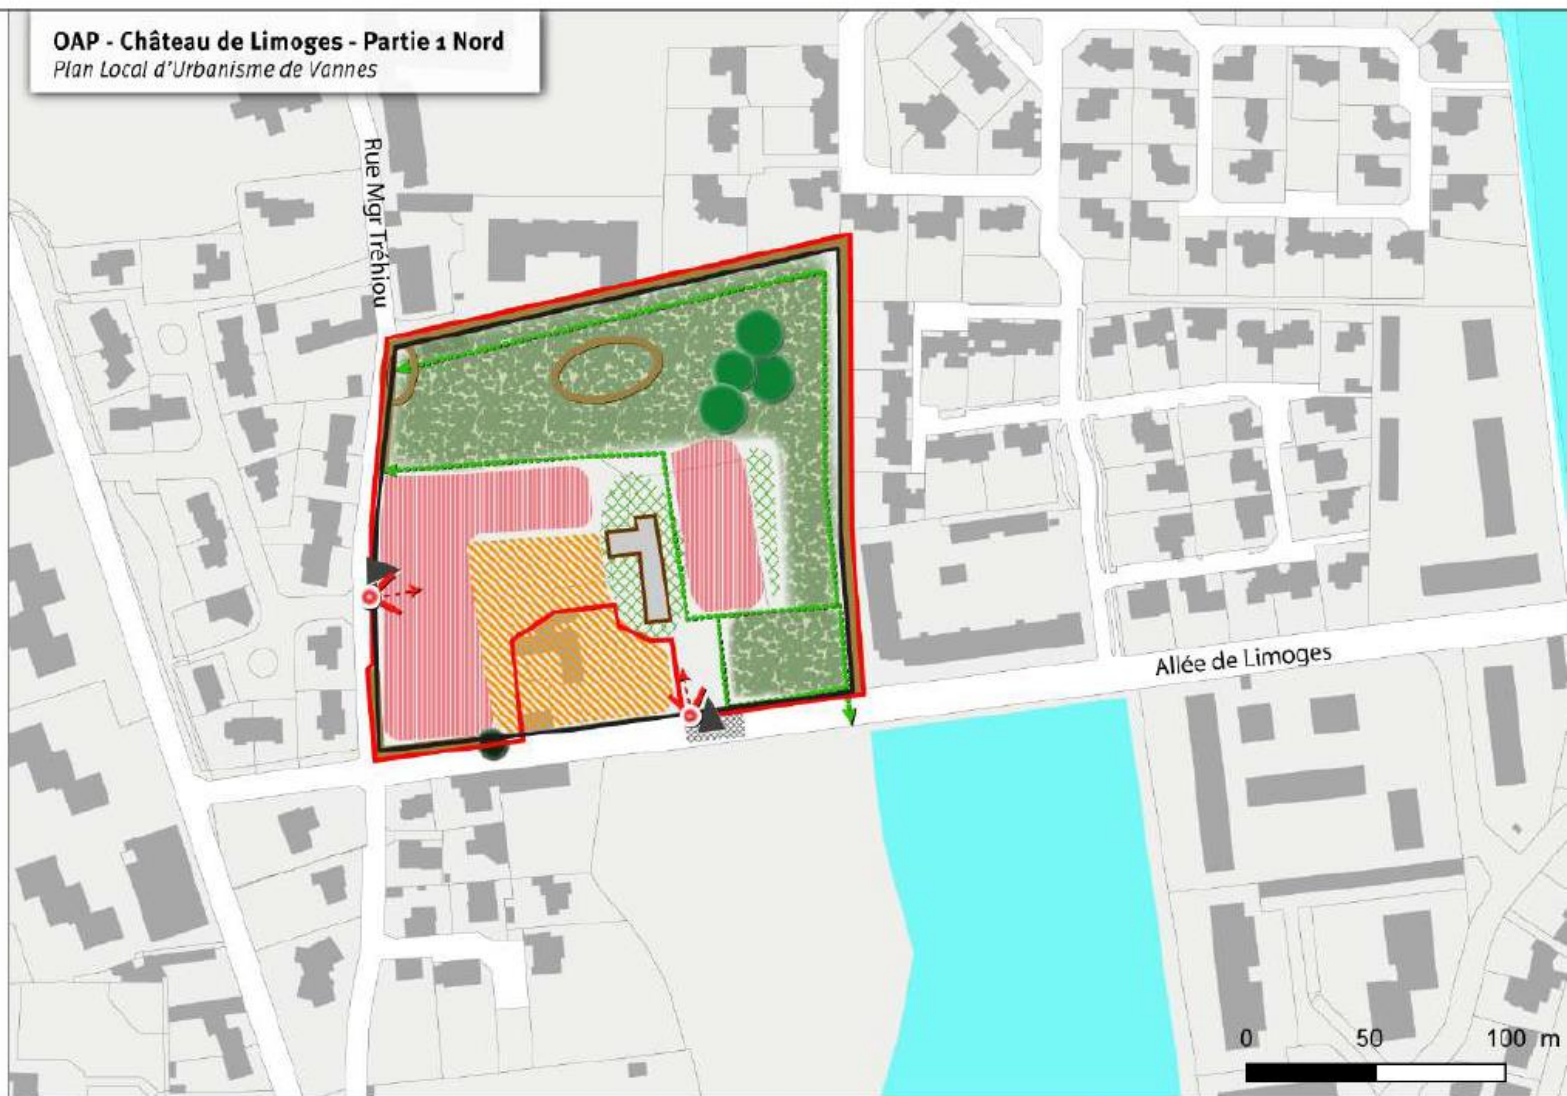 OAP - Château de Limoges - Partie 1 Nord
Plan Local d'Urbanisme de Vannes
Rue Mgr Tréhiou
Allée de Limoges
0 50 100 m